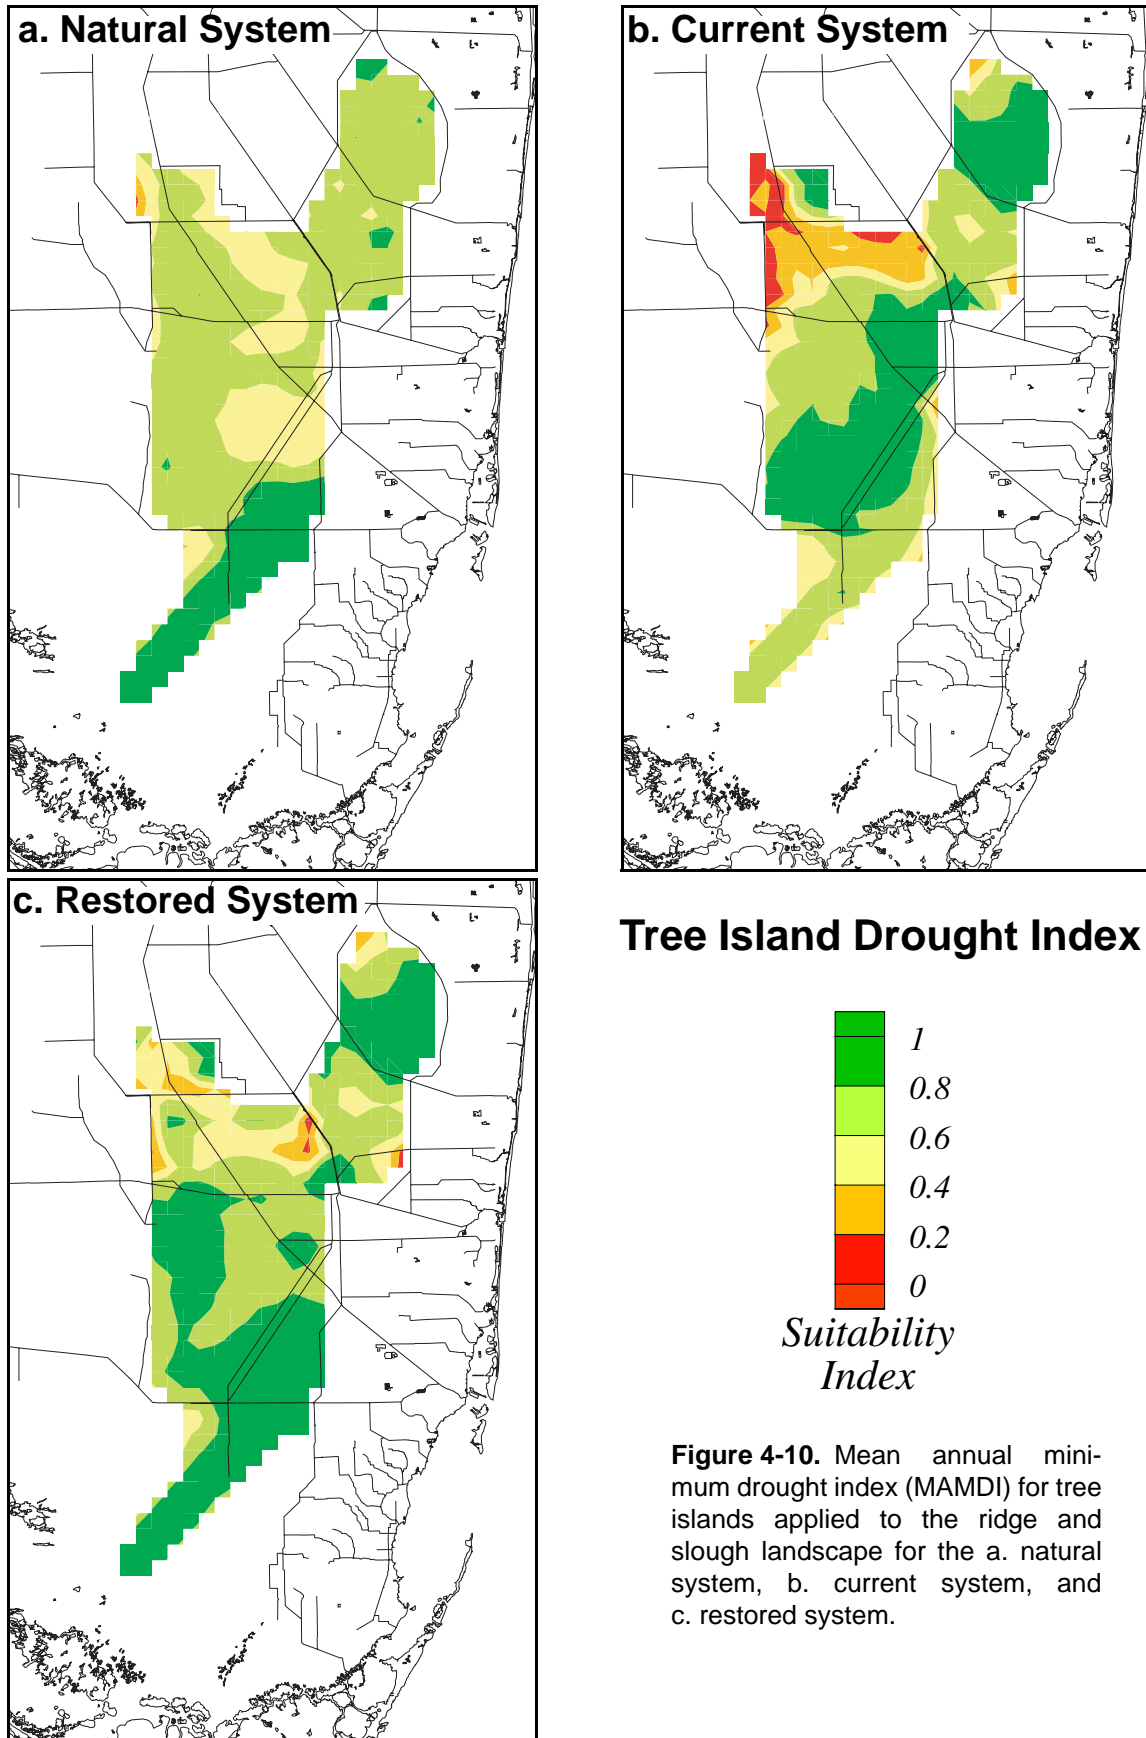 a. Natural System
b. Current System
c. Restored System
Tree Island Drought Index
1
0.8
0.6
0.4
0.2
0
Suitability
Index
Figure 4-10. Mean annual mini-
mum drought index (MAMDI) for tree
islands applied to the ridge and
slough landscape for the a. natural
system, b. current system, and
c. restored system.